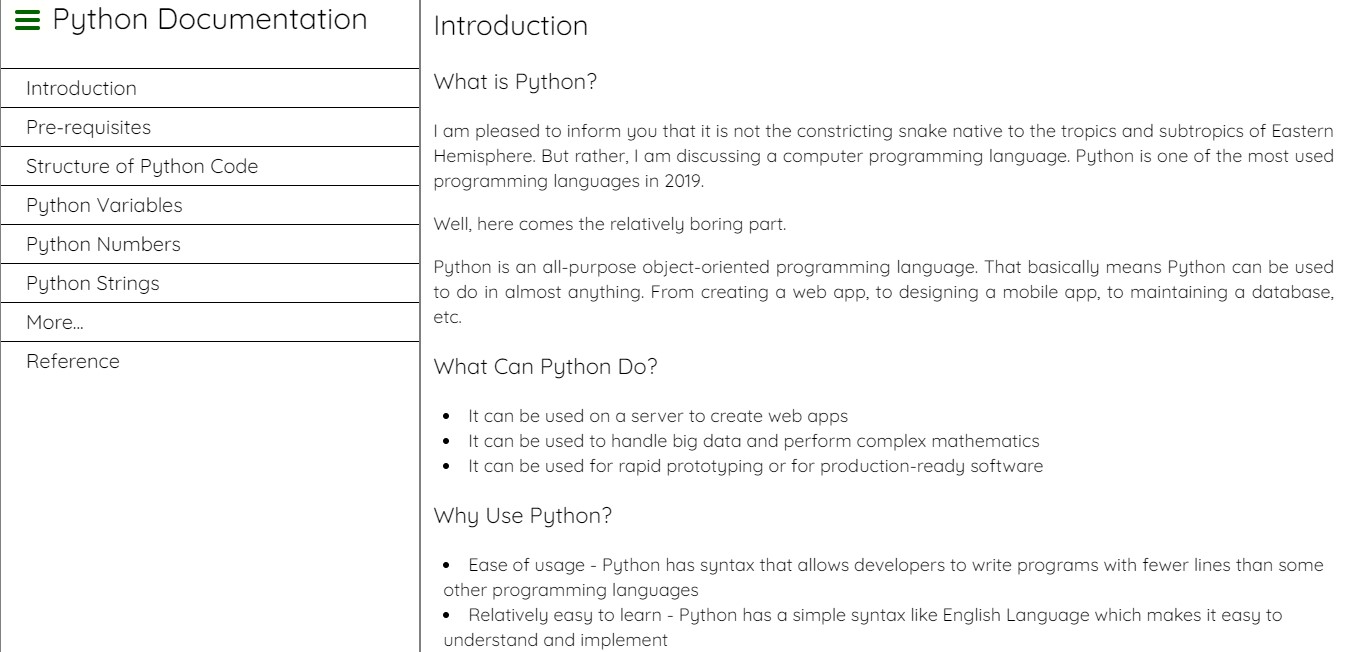 Python Documentation
Introduction
Pre-requisites
Structure of Python Code
Python Variables
Python Numbers
Python Strings
More...
Reference
Introduction
What is Python?
I am pleased to inform you that it is not the constricting snake native to the tropics and subtropics of Eastern
Hemisphere. But rather, I am discussing a computer programming language. Python is one of the most used
programming languages in 2019.
Well, here comes the relatively boring part.
Python is an all-purpose object-oriented programming language. That basically means Python can be used
to do in almost anything. From creating a web app, to designing a mobile app, to maintaining a database,
etc.
What Can Python Do?
• It can be used on a server to create web apps
• It can be used to handle big data and perform complex mathematics
• It can be used for rapid prototyping or for production-ready software
Why Use Python?
• Ease of usage - Python has syntax that allows developers to write programs with fewer lines than some
other programming languages
• Relatively easy to learn - Python has a simple syntax like English Language which makes it easy to
understand and implement